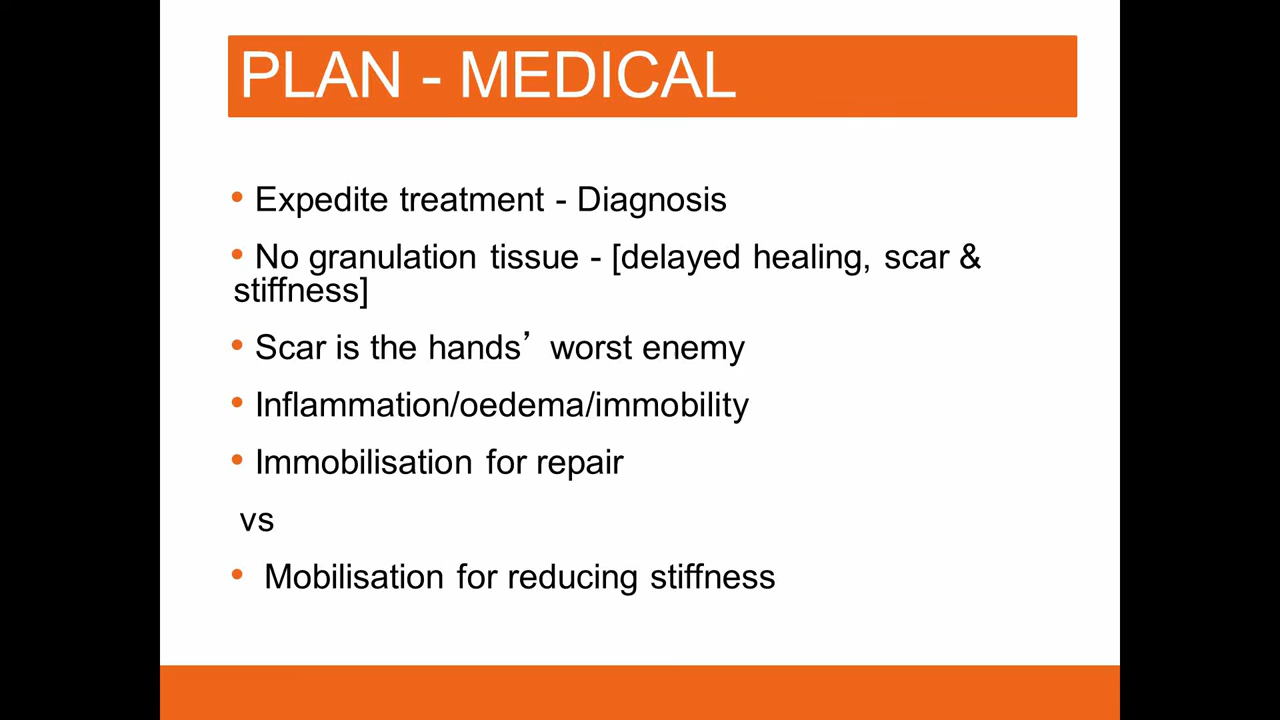 PLAN - MEDICAL
• Expedite treatment - Diagnosis
• No granulation tissue - [delayed healing, scar &
stiffness]
• Scar is the hands’ worst enemy
• Inflammation/oedema/immobility
• Immobilisation for repair
vs
• Mobilisation for reducing stiffness